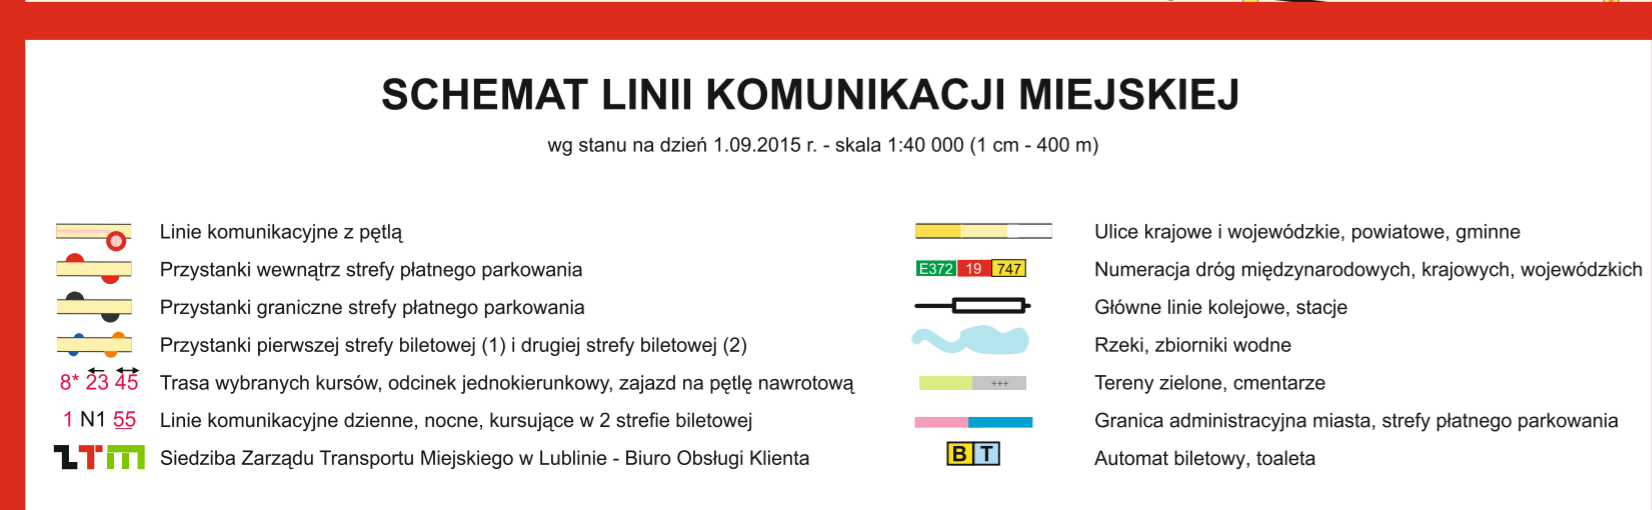 SCHEMAT LINII KOMUNIKACJI MIEJSKIEJ
wg stanu na dzień 1.09.2015 r. - skala 1:40 000 (1 cm - 400 m)
Linie komunikacyjne z pętlą
Przystanki wewnątrz strefy płatnego parkowania
Przystanki graniczne strefy płatnego parkowania
Przystanki pierwszej strefy biletowej (1) i drugiej strefy biletowej (2)
8* 23 45 Trasa wybranych kursów, odcinek jednokierunkowy, zajazd na pętlę nawrotową
1 N1 55 Linie komunikacyjne dzienne, nocne, kursujące w 2 strefie biletowej
ZTM Siedziba Zarządu Transportu Miejskiego w Lublinie - Biuro Obsługi Klienta
Ulice krajowe i wojewódzkie, powiatowe, gminne
E372 19 747 Numeracja dróg międzynarodowych, krajowych, wojewódzkich
Główne linie kolejowe, stacje
Rzeki, zbiorniki wodne
+++ Tereny zielone, cmentarze
Granica administracyjna miasta, strefy płatnego parkowania
B T Automat biletowy, toaleta